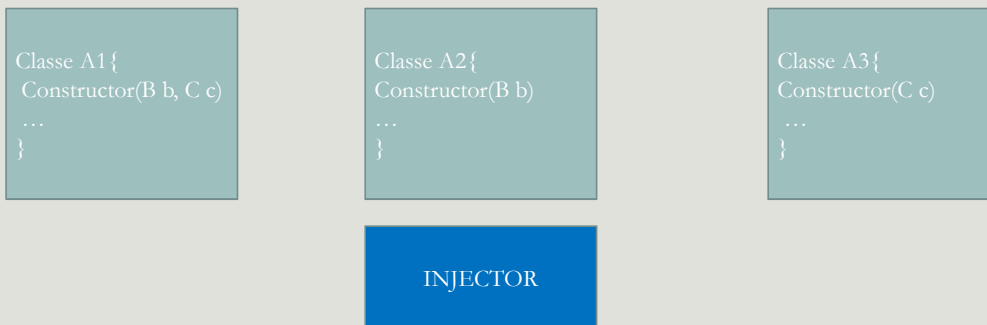 Classe A1{
Constructor(B b, C c)
…
}
Classe A2{
Constructor(B b)
…
}
Classe A3{
Constructor(C c)
…
}
INJECTOR